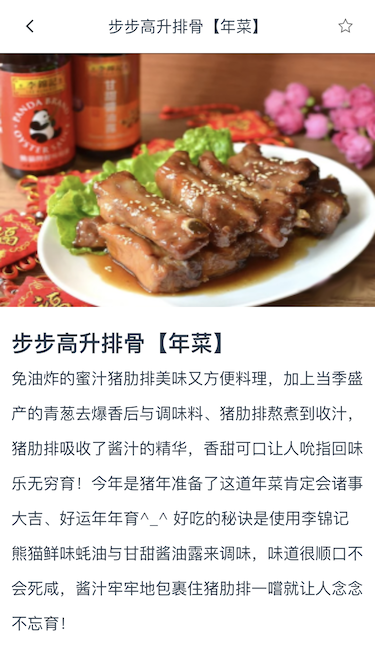 步步高升排骨【年菜】
李錦記
PANDA BRAND
OYSTER SAUCE
步步高升排骨【年菜】
免油炸的蜜汁猪肋排美味又方便料理，加上当季盛
产的青葱去爆香后与调味料、猪肋排熬煮到收汁，
猪肋排吸收了酱汁的精华，香甜可口让人吮指回味
乐无穷育！今年是猪年准备了这道年菜肯定会诸事
大吉、好运年年育^_^ 好吃的秘诀是使用李锦记
熊猫鲜味蚝油与甘甜酱油露来调味，味道很顺口不
会死咸，酱汁牢牢地包裹住猪肋排一嚐就让人念念
不忘育！